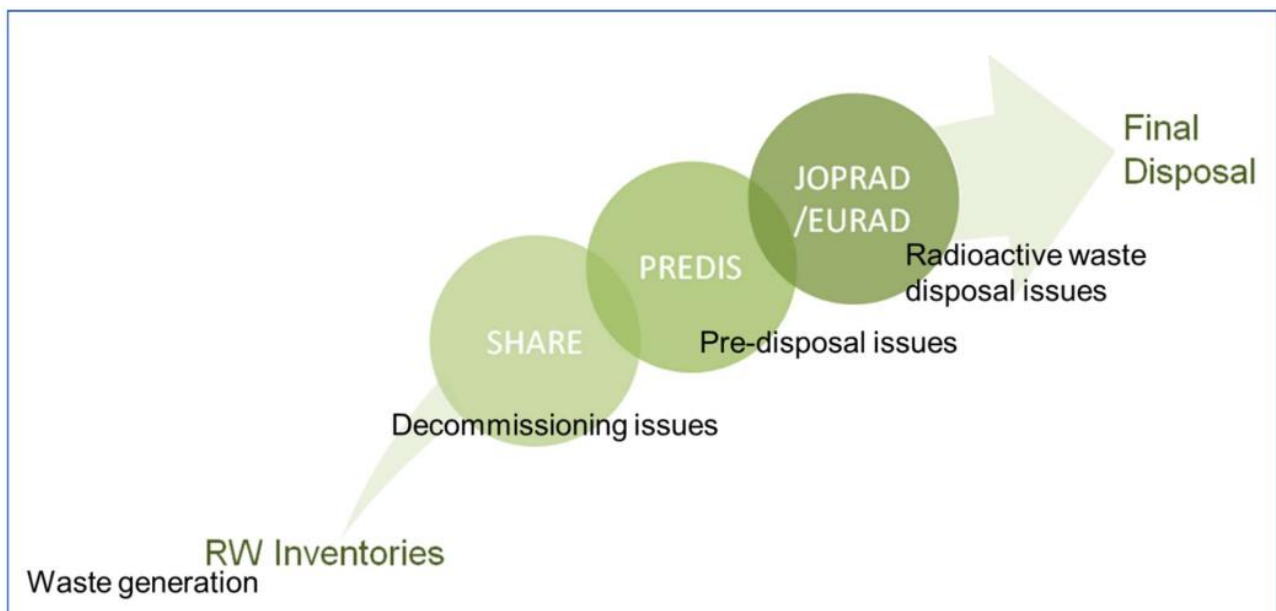 Final
Disposal
JOPRAD
/EURAD
Radioactive waste
disposal issues
PREDIS
Pre-disposal issues
SHARE
Decommissioning issues
RW Inventories
Waste generation